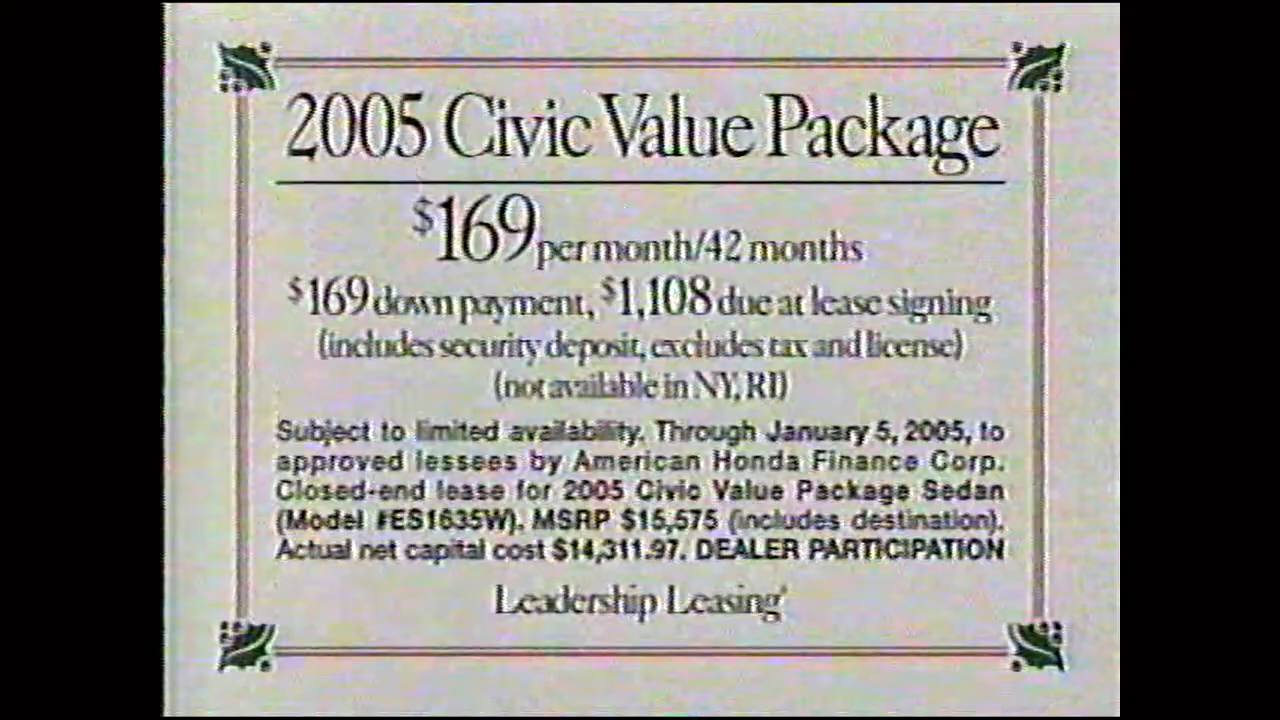 2005 Civic Value Package
$169 per month/42 months
$169 down payment, $1,108 due at lease signing
(includes security deposit, excludes tax and license)
(not available in NY, RI)
Subject to limited availability. Through January 5, 2005, to
approved lessees by American Honda Finance Corp.
Closed-end lease for 2005 Civic Value Package Sedan
(Model #ES1635W). MSRP $15,575 (includes destination).
Actual net capital cost $14,311.97. DEALER PARTICIPATION
Leadership Leasing®